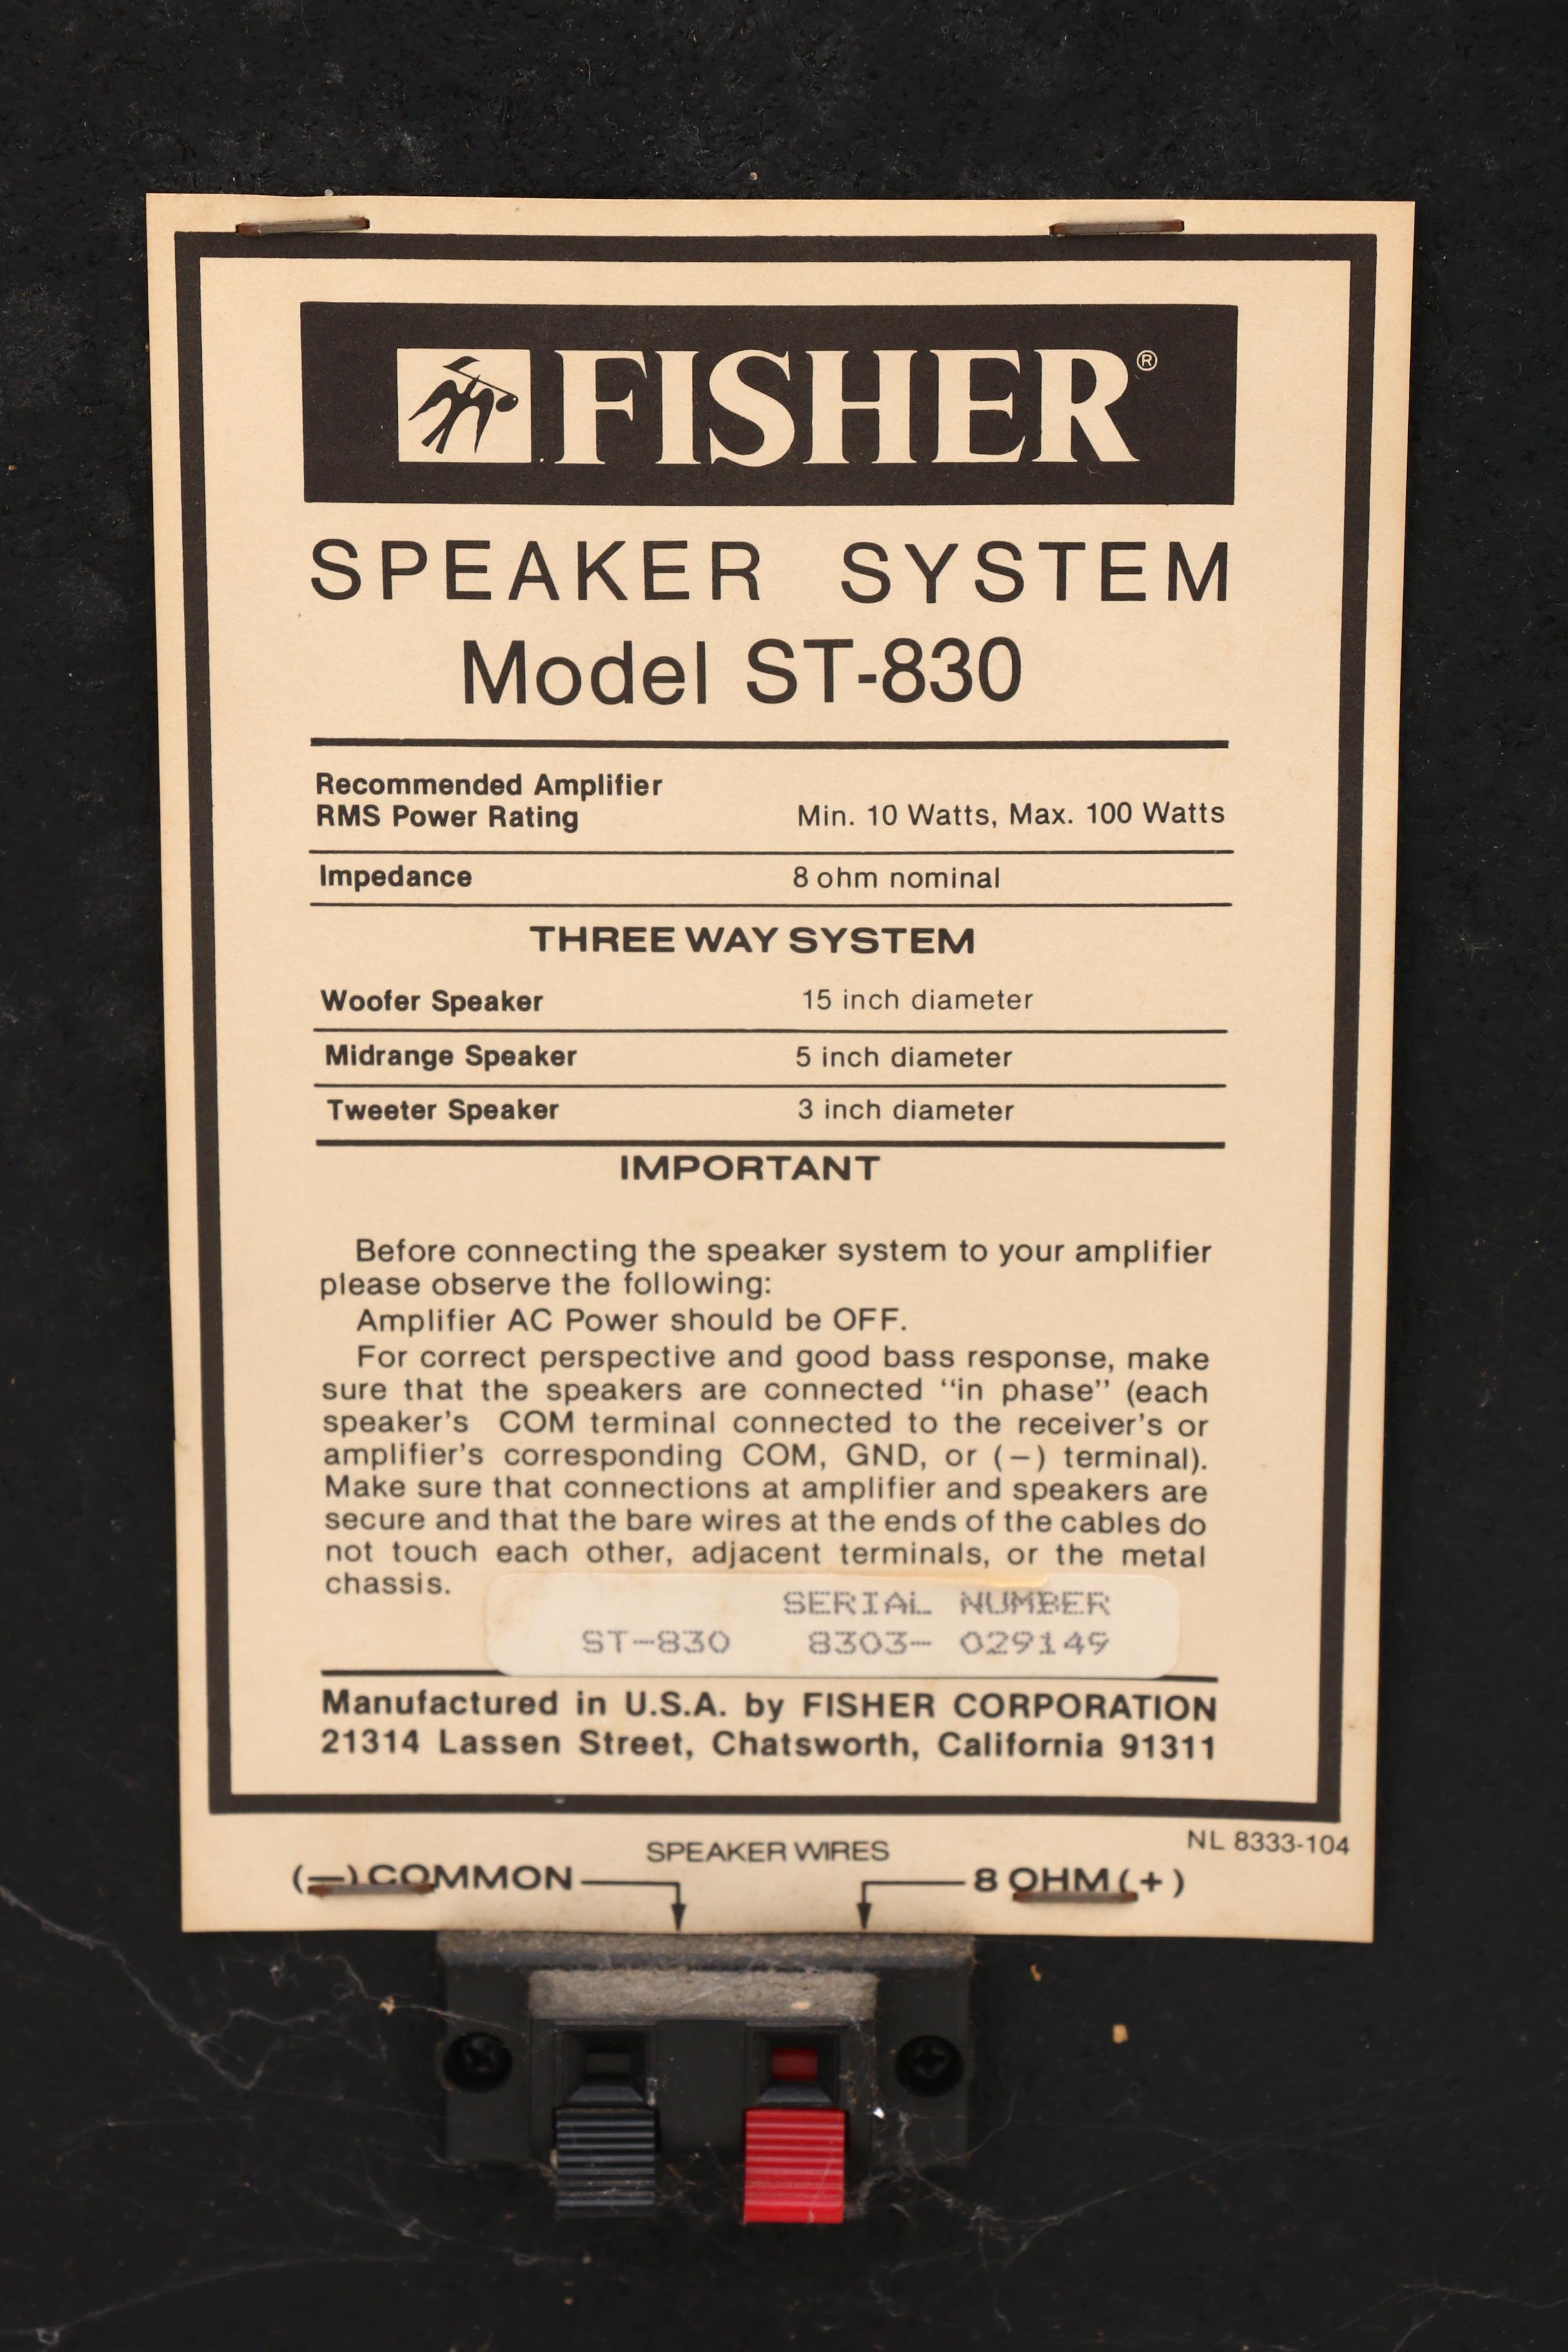 FISHER®
SPEAKER SYSTEM
Model ST-830
Recommended Amplifier
RMS Power Rating Min. 10 Watts, Max. 100 Watts
Impedance 8 ohm nominal
THREE WAY SYSTEM
Woofer Speaker 15 inch diameter
Midrange Speaker 5 inch diameter
Tweeter Speaker 3 inch diameter
IMPORTANT
Before connecting the speaker system to your amplifier
please observe the following:
Amplifier AC Power should be OFF.
For correct perspective and good bass response, make
sure that the speakers are connected “in phase” (each
speaker's COM terminal connected to the receiver's or
amplifier's corresponding COM, GND, or (−) terminal).
Make sure that connections at amplifier and speakers are
secure and that the bare wires at the ends of the cables do
not touch each other, adjacent terminals, or the metal
chassis.
SERIAL NUMBER
ST-830 8303- 029149
Manufactured in U.S.A. by FISHER CORPORATION
21314 Lassen Street, Chatsworth, California 91311
NL 8333-104
SPEAKER WIRES
(—) COMMON 8 OHM (+)